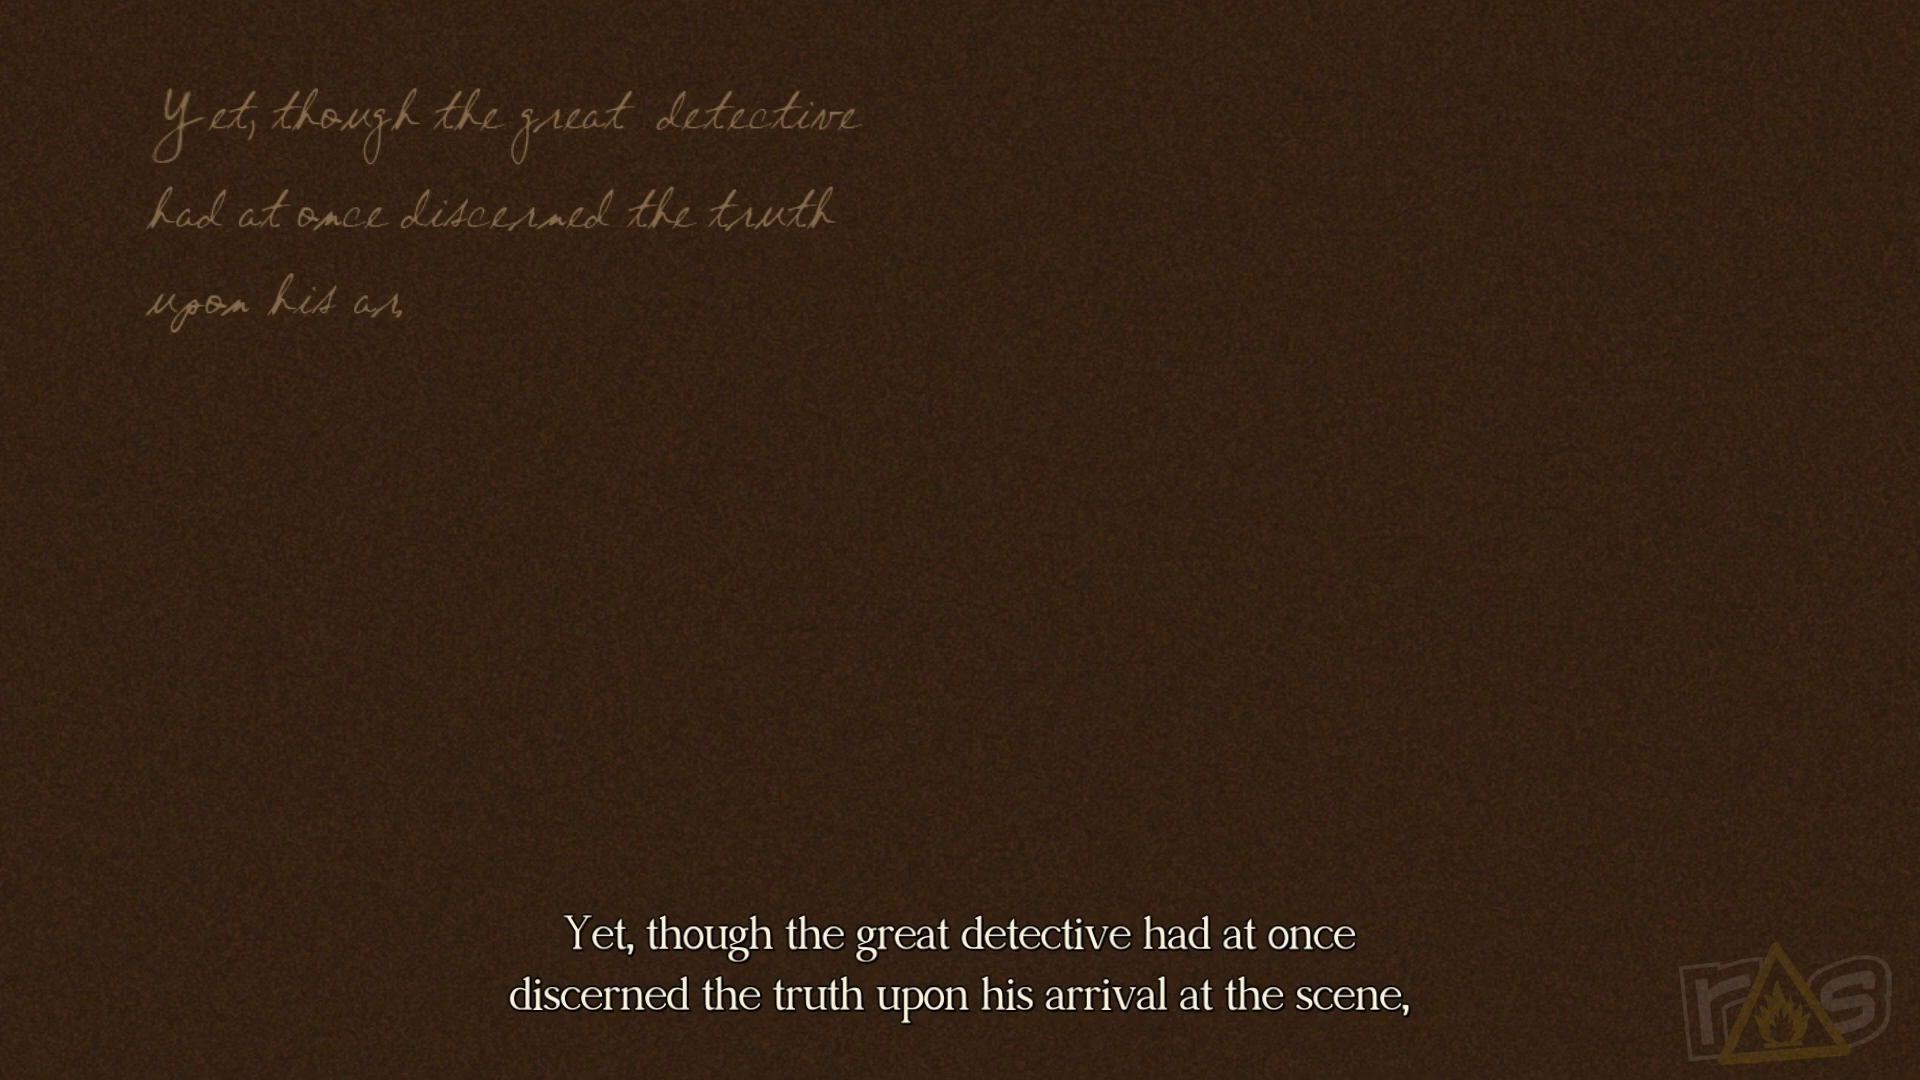 Yet, though the great detective
had at once discerned the truth
upon his ar
Yet, though the great detective had at once
discerned the truth upon his arrival at the scene,
ras